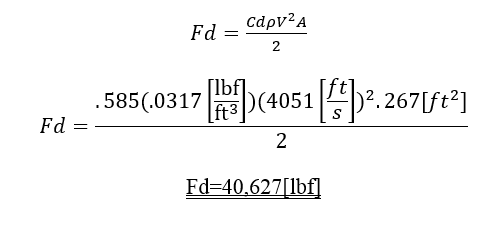 Fd = CdρV²A / 2
Fd = .585(.0317 [lbf/ft³])(4051 [ft/s])².267[ft²] / 2
Fd=40,627[lbf]